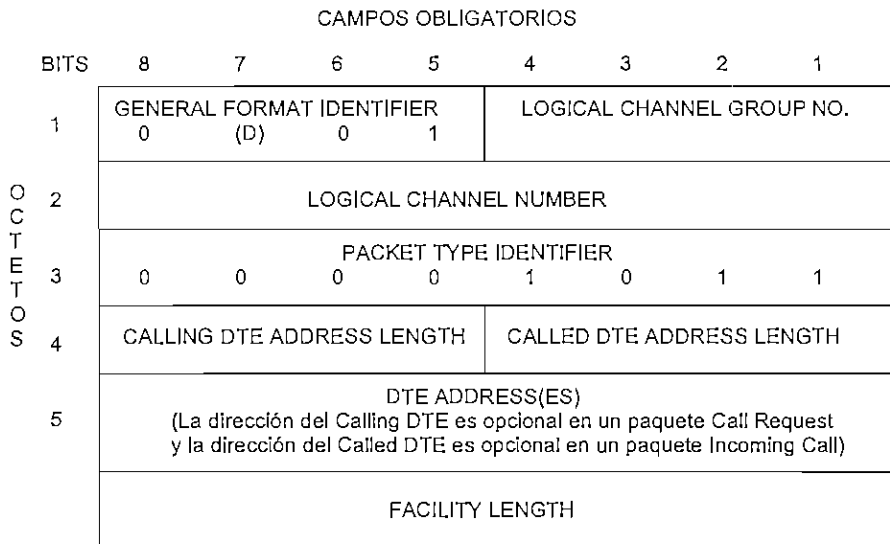 CAMPOS OBLIGATORIOS
BITS 8 7 6 5 4 3 2 1
OCTETOS
1 GENERAL FORMAT IDENTIFIER LOGICAL CHANNEL GROUP NO.
0 (D) 0 1
2 LOGICAL CHANNEL NUMBER
PACKET TYPE IDENTIFIER
3 0 0 0 0 1 0 1 1
4 CALLING DTE ADDRESS LENGTH CALLED DTE ADDRESS LENGTH
DTE ADDRESS(ES)
5 (La dirección del Calling DTE es opcional en un paquete Call Request
y la dirección del Called DTE es opcional en un paquete Incoming Call)
FACILITY LENGTH